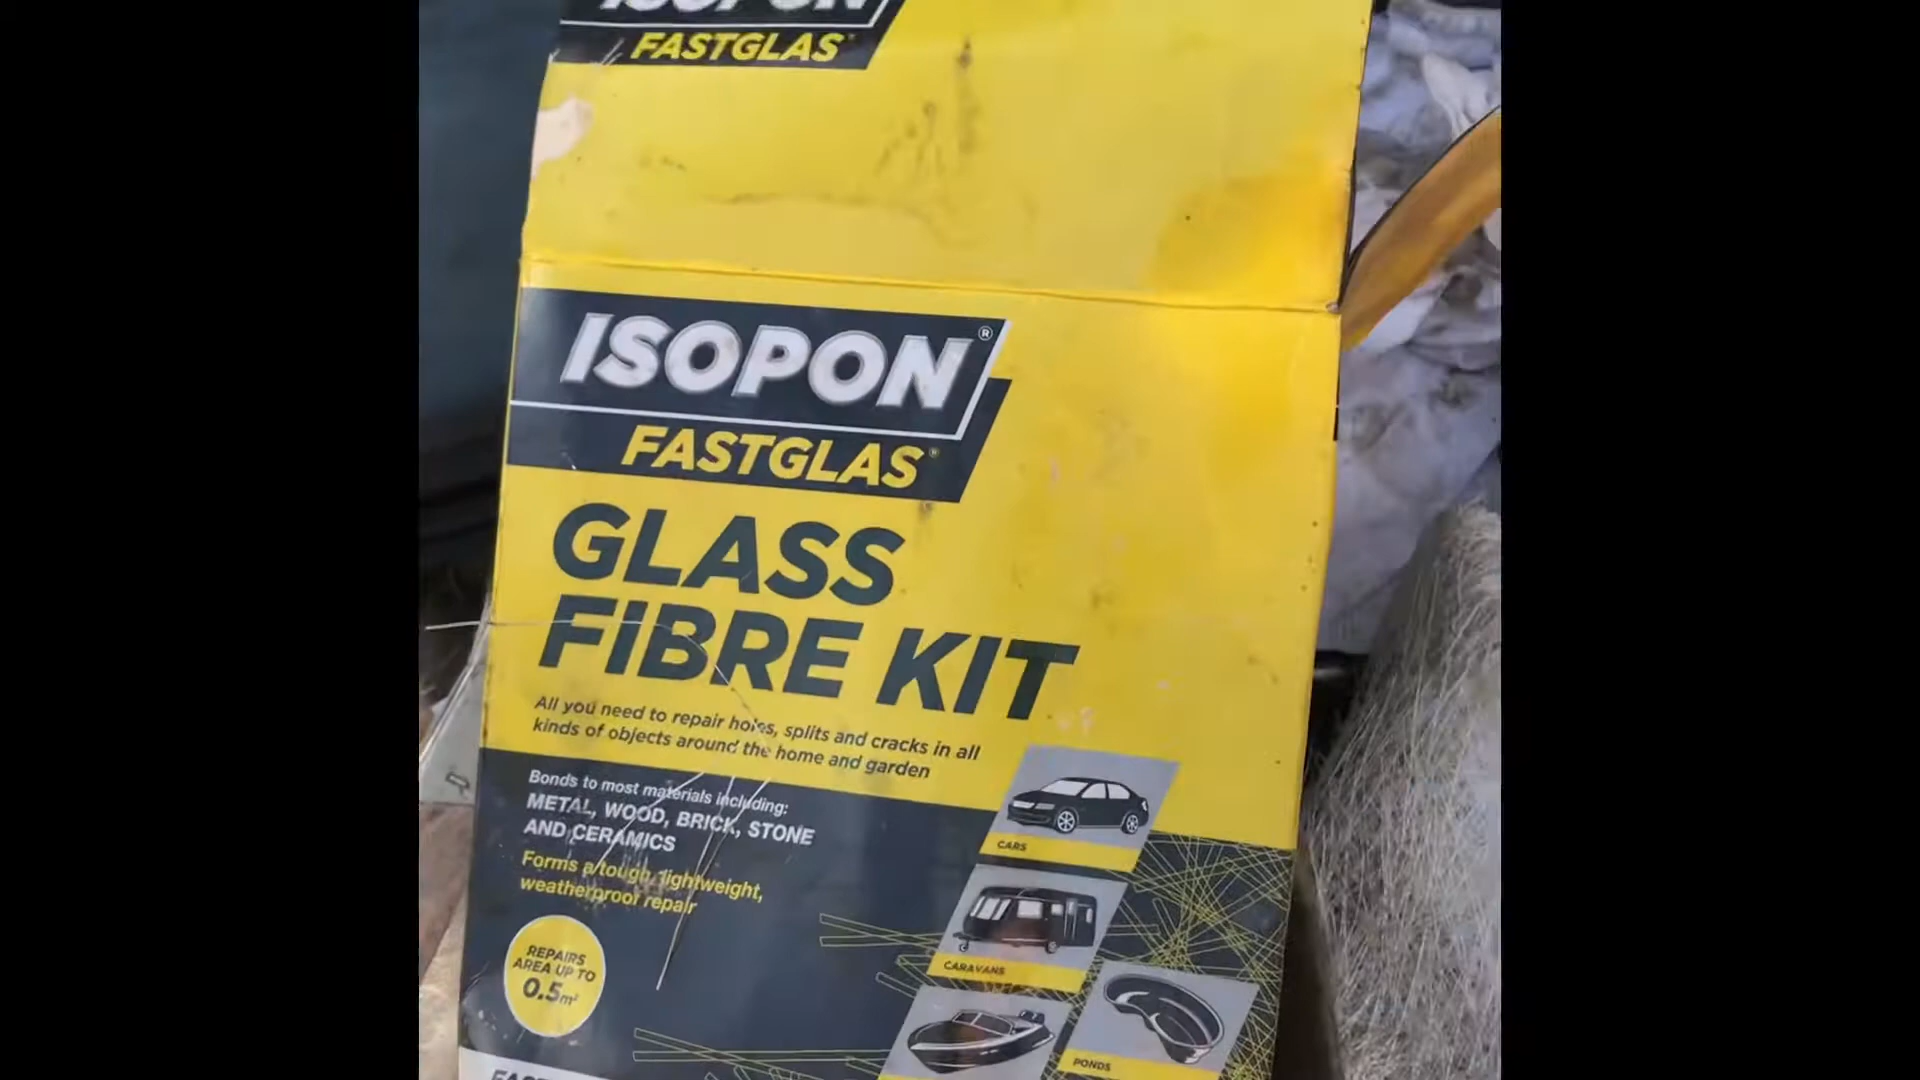 ISOPON
FASTGLAS
ISOPON®
FASTGLAS®
GLASS
FIBRE KIT
All you need to repair holes, splits and cracks in all
kinds of objects around the home and garden
Bonds to most materials including:
METAL, WOOD, BRICK, STONE
AND CERAMICS
Forms a tough, lightweight,
weatherproof repair
REPAIRS
AREA UP TO
0.5m²
CARS
CARAVANS
PONDS